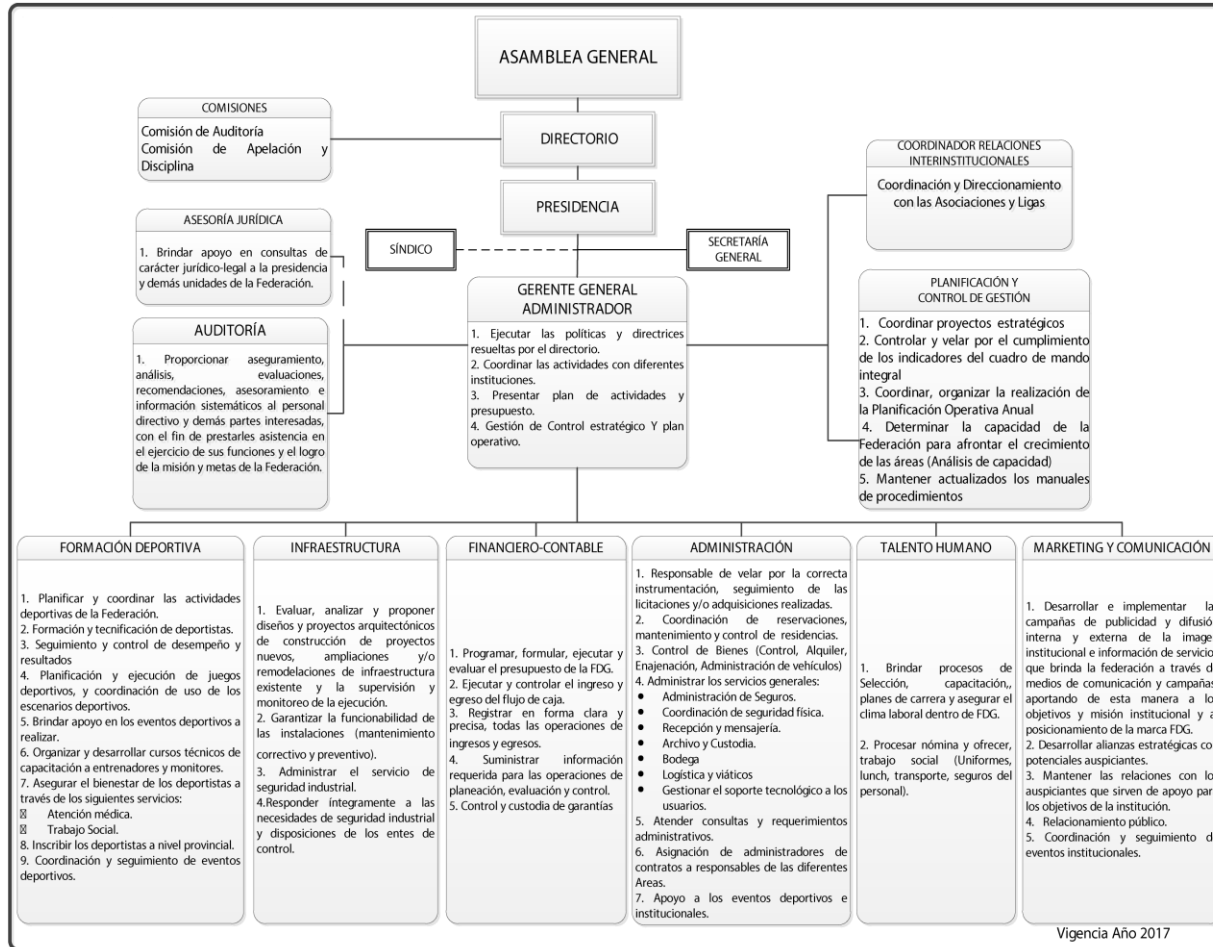 ASAMBLEA GENERAL
COMISIONES
Comisión de Auditoría
Comisión de Apelación y
Disciplina
DIRECTORIO
COORDINADOR RELACIONES
INTERINSTITUCIONALES
Coordinación y Direccionamiento
con las Asociaciones y Ligas
PRESIDENCIA
ASESORÍA JURÍDICA
1. Brindar apoyo en consultas de
carácter jurídico-legal a la presidencia
y demás unidades de la Federación.
SÍNDICO
SECRETARÍA
GENERAL
GERENTE GENERAL
ADMINISTRADOR
1. Ejecutar las políticas y directrices
resueltas por el directorio.
2. Coordinar las actividades con diferentes
instituciones.
3. Presentar plan de actividades y
presupuesto.
4. Gestión de Control estratégico Y plan
operativo.
PLANIFICACIÓN Y
CONTROL DE GESTIÓN
1. Coordinar proyectos estratégicos
2. Controlar y velar por el cumplimiento
de los indicadores del cuadro de mando
integral
3. Coordinar, organizar la realización de
la Planificación Operativa Anual
4. Determinar la capacidad de la
Federación para afrontar el crecimiento
de las áreas (Análisis de capacidad)
5. Mantener actualizados los manuales
de procedimientos
AUDITORÍA
1. Proporcionar aseguramiento,
análisis, evaluaciones,
recomendaciones, asesoramiento e
información sistemáticos al personal
directivo y demás partes interesadas,
con el fin de prestarles asistencia en
el ejercicio de sus funciones y el logro
de la misión y metas de la Federación.
FORMACIÓN DEPORTIVA
1. Planificar y coordinar las actividades
deportivas de la Federación.
2. Formación y tecnificación de deportistas.
3. Seguimiento y control de desempeño y
resultados
4. Planificación y ejecución de juegos
deportivos, y coordinación de uso de los
escenarios deportivos.
5. Brindar apoyo en los eventos deportivos a
realizar.
6. Organizar y desarrollar cursos técnicos de
capacitación a entrenadores y monitores.
7. Asegurar el bienestar de los deportistas a
través de los siguientes servicios:
Atención médica.
Trabajo Social.
8. Inscribir los deportistas a nivel provincial.
9. Coordinación y seguimiento de eventos
deportivos.
INFRAESTRUCTURA
1. Evaluar, analizar y proponer
diseños y proyectos arquitectónicos
de construcción de proyectos
nuevos, ampliaciones y/o
remodelaciones de infraestructura
existente y la supervisión y
monitoreo de la ejecución.
2. Garantizar la funcionabilidad de
las instalaciones (mantenimiento
correctivo y preventivo).
3. Administrar el servicio de
seguridad industrial.
4.Responder íntegramente a las
necesidades de seguridad industrial
y disposiciones de los entes de
control.
FINANCIERO-CONTABLE
1. Programar, formular, ejecutar y
evaluar el presupuesto de la FDG.
2. Ejecutar y controlar el ingreso y
egreso del flujo de caja.
3. Registrar en forma clara y
precisa, todas las operaciones de
ingresos y egresos.
4. Suministrar información
requerida para las operaciones de
planeación, evaluación y control.
5. Control y custodia de garantías
ADMINISTRACIÓN
1. Responsable de velar por la correcta
instrumentación, seguimiento de las
licitaciones y/o adquisiciones realizadas.
2. Coordinación de reservaciones,
mantenimiento y control de residencias.
3. Control de Bienes (Control, Alquiler,
Enajenación, Administración de vehículos)
4. Administrar los servicios generales:
• Administración de Seguros.
• Coordinación de seguridad física.
• Recepción y mensajería.
• Archivo y Custodia.
• Bodega
• Logística y viáticos
• Gestionar el soporte tecnológico a los
usuarios.
5. Atender consultas y requerimientos
administrativos.
6. Asignación de administradores de
contratos a responsables de las diferentes
Areas.
7. Apoyo a los eventos deportivos e
institucionales.
TALENTO HUMANO
1. Brindar procesos de
Selección, capacitación,,
planes de carrera y asegurar el
clima laboral dentro de FDG.
2. Procesar nómina y ofrecer,
trabajo social (Uniformes,
lunch, transporte, seguros del
personal).
MARKETING Y COMUNICACIÓN
1. Desarrollar e implementar la
campañas de publicidad y difusión
interna y externa de la image
institucional e información de servicio
que brinda la federación a través d
medios de comunicación y campañas
aportando de esta manera a lo
objetivos y misión institucional y a
posicionamiento de la marca FDG.
2. Desarrollar alianzas estratégicas co
potenciales auspiciantes.
3. Mantener las relaciones con lo
auspiciantes que sirven de apoyo par
los objetivos de la institución.
4. Relacionamiento público.
5. Coordinación y seguimiento d
eventos institucionales.
Vigencia Año 2017